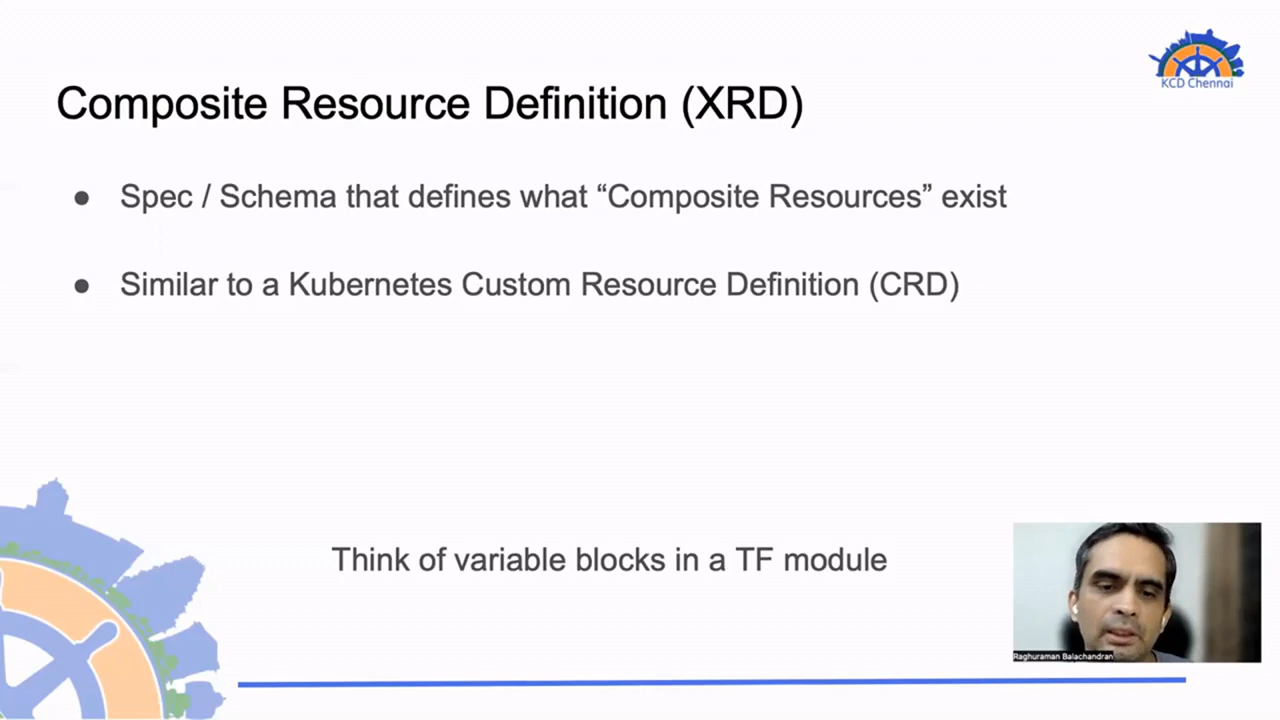 KCD Chennai
Composite Resource Definition (XRD)
● Spec / Schema that defines what “Composite Resources” exist
● Similar to a Kubernetes Custom Resource Definition (CRD)
Think of variable blocks in a TF module
Raghuraman Balachandran